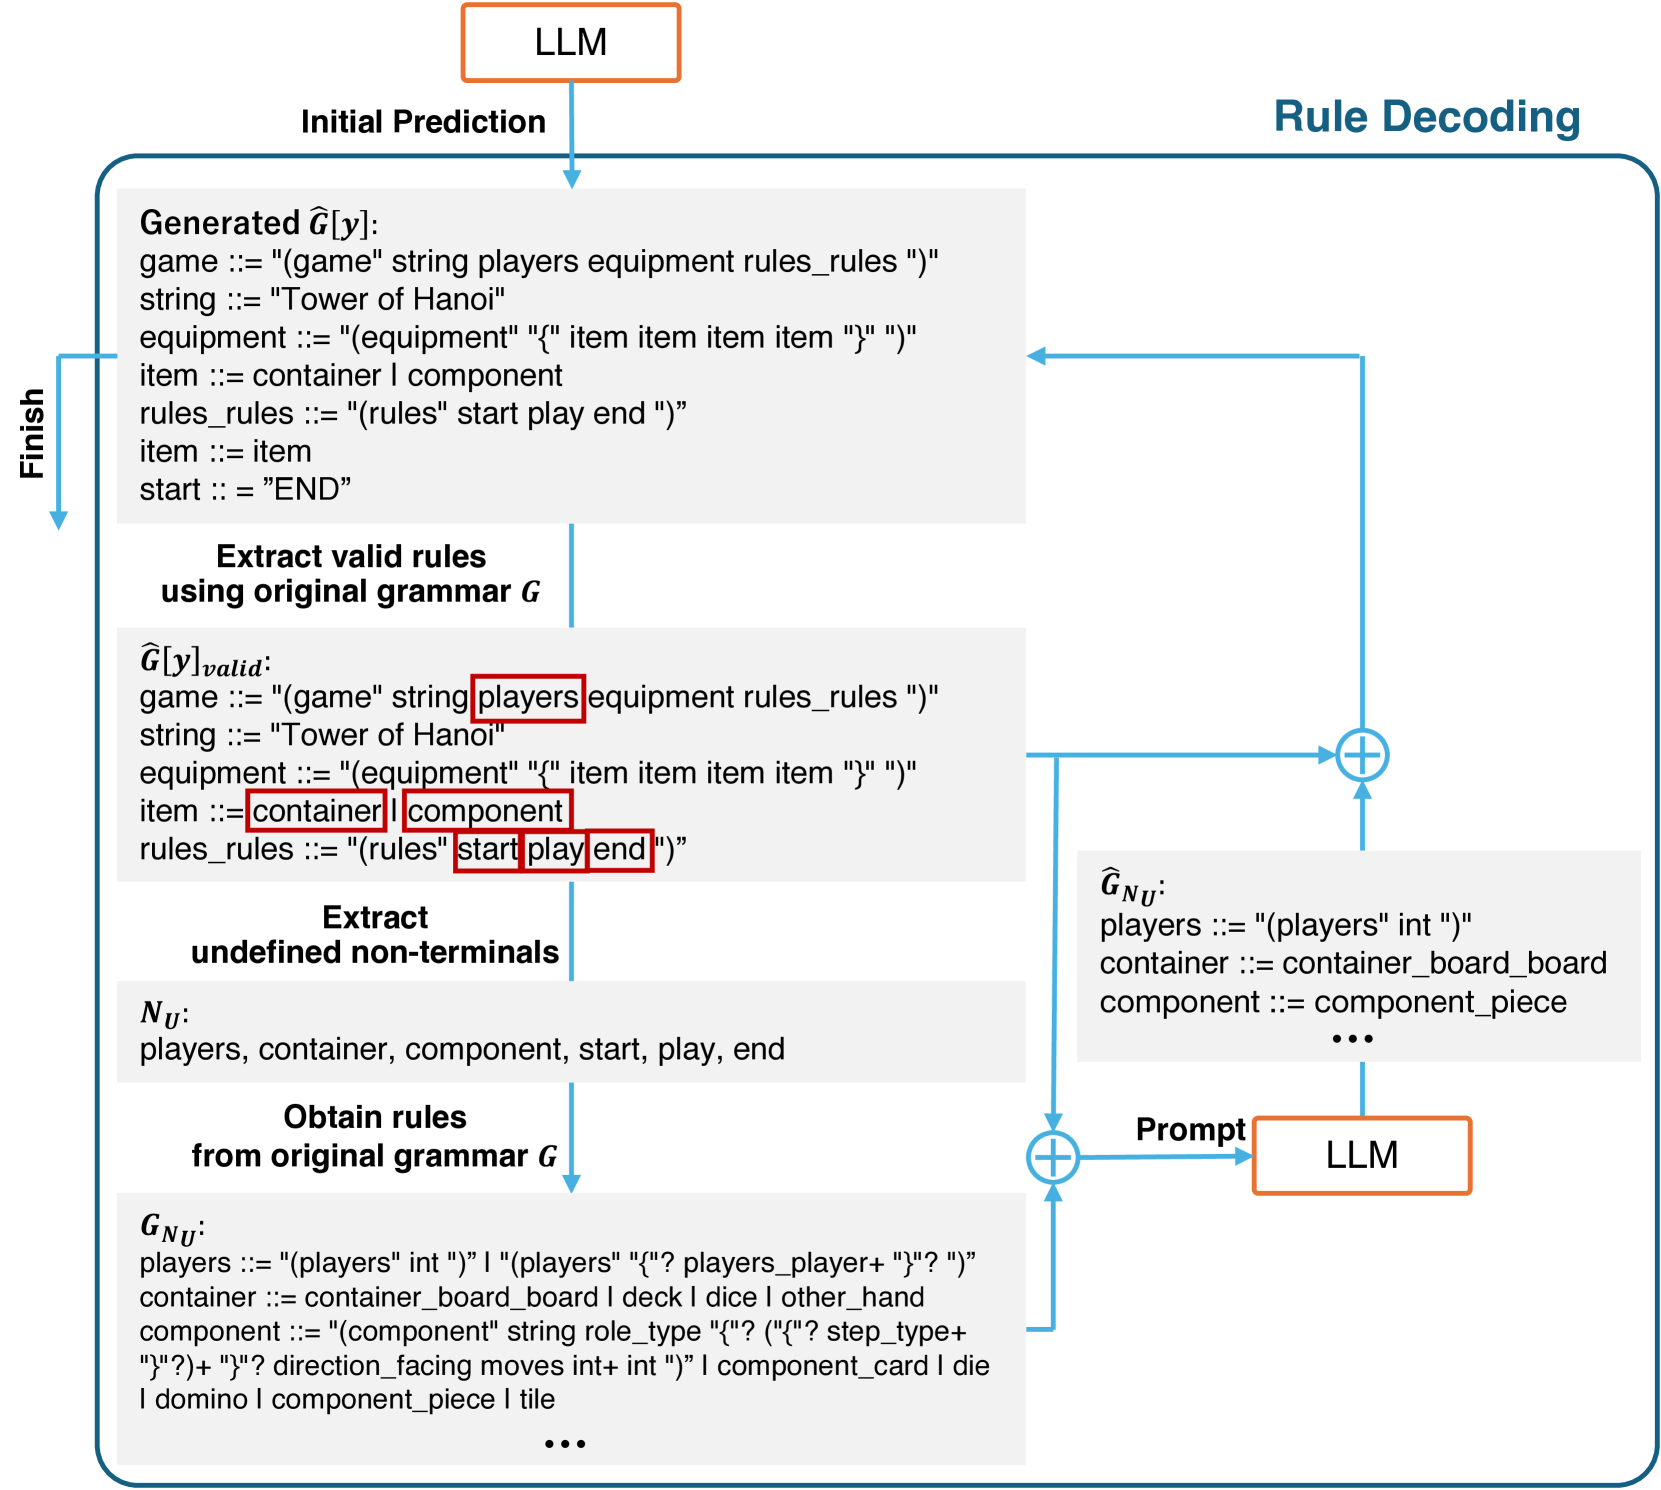 LLM
Initial Prediction
Rule Decoding
Generated Ĝ[y]:
game ::= "(game" string players equipment rules_rules ")"
string ::= "Tower of Hanoi"
equipment ::= "(equipment" "{" item item item item "}" ")"
item ::= container | component
rules_rules ::= "(rules" start play end ")”
item ::= item
start :: = ”END”
Finish
Extract valid rules
using original grammar G
Ĝ[y]valid:
game ::= "(game" string players equipment rules_rules ")"
string ::= "Tower of Hanoi"
equipment ::= "(equipment" "{" item item item item "}" ")"
item ::= container | component
rules_rules ::= "(rules" start play end ")”
Extract
undefined non-terminals
N_U:
players, container, component, start, play, end
Obtain rules
from original grammar G
G_N_U:
players ::= "(players" int ")” | "(players" "{"? players_player+ "}"? ")”
container ::= container_board_board | deck | dice | other_hand
component ::= "(component" string role_type "{"? ("{"? step_type+
"}"?)+ "}"? direction_facing moves int+ int ")” | component_card | die
| domino | component_piece | tile
•••
Prompt
LLM
Ĝ_N_U:
players ::= "(players" int ")"
container ::= container_board_board
component ::= component_piece
•••